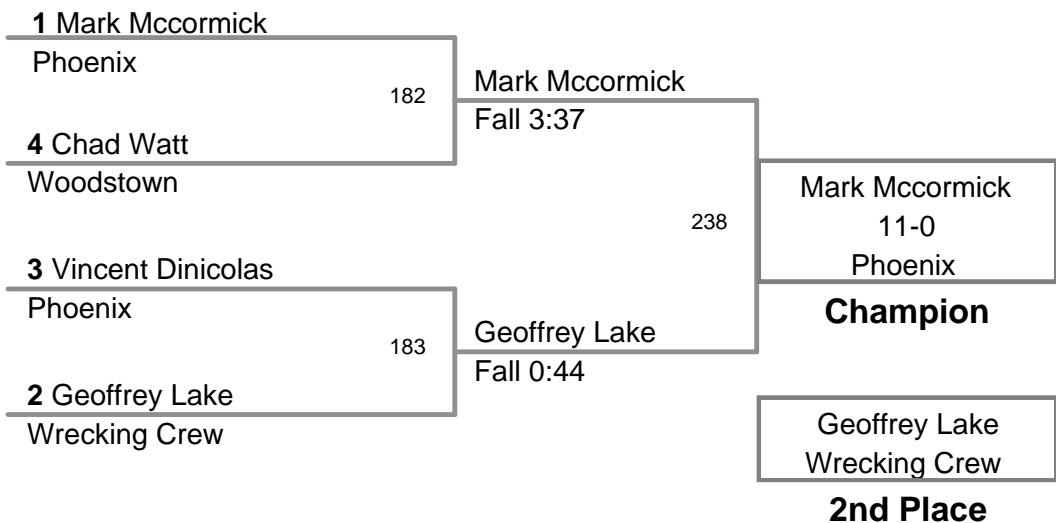 1 Mark Mccormick
Phoenix
182
4 Chad Watt
Woodstown
Mark Mccormick
Fall 3:37
3 Vincent Dinicolas
Phoenix
183
2 Geoffrey Lake
Wrecking Crew
Geoffrey Lake
Fall 0:44
238
Mark Mccormick
11-0
Phoenix
Champion
Geoffrey Lake
Wrecking Crew
2nd Place